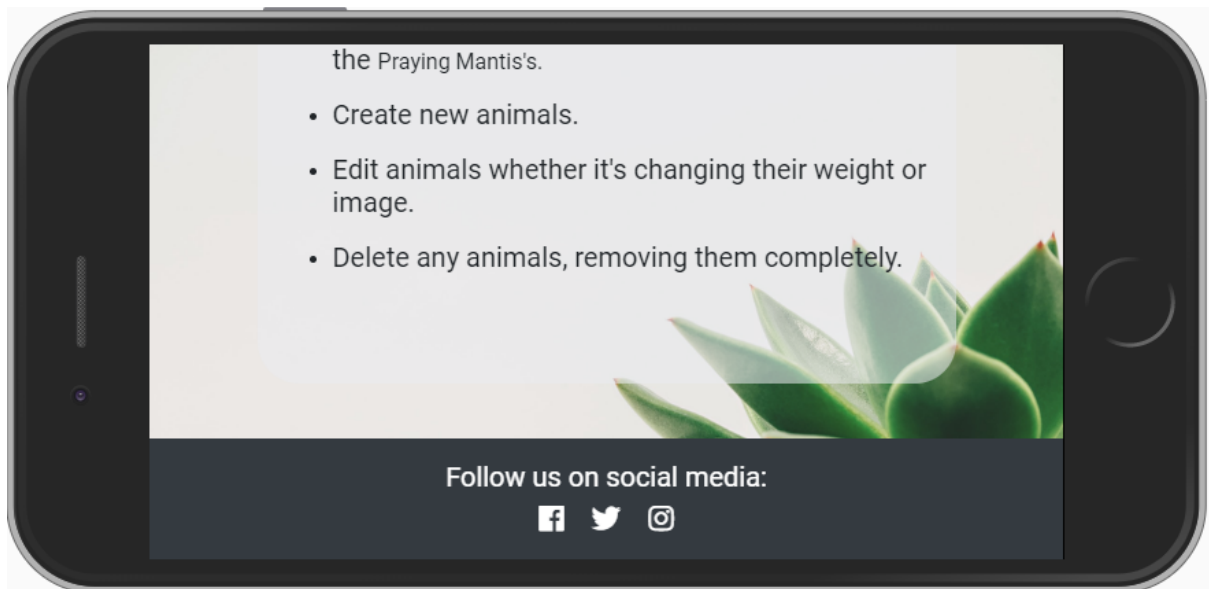 the Praying Mantis's.
• Create new animals.
• Edit animals whether it's changing their weight or
image.
• Delete any animals, removing them completely.
Follow us on social media: